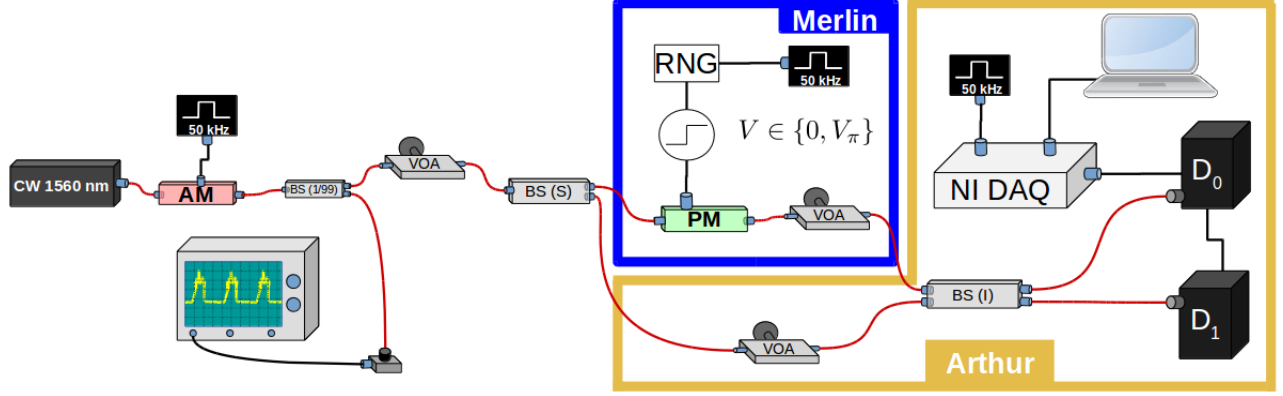 Merlin
RNG
50 kHz
V ∈ {0, V_π}
PM
VOA
50 kHz
CW 1560 nm
AM
BS (1/99)
VOA
BS (S)
50 kHz
NI DAQ
D_0
BS (I)
D_1
VOA
Arthur